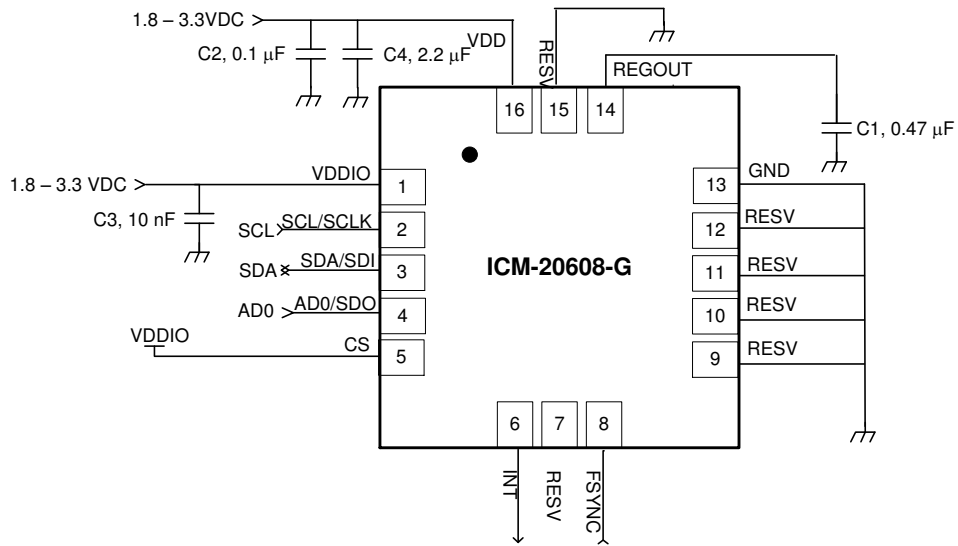 1.8 – 3.3VDC
C2, 0.1 µF
C4, 2.2 µF
VDD
RESV
REGOUT
C1, 0.47 µF
16
15
14
1.8 – 3.3 VDC
VDDIO
C3, 10 nF
SCL
SCL/SCLK
SDA
SDA/SDI
AD0
AD0/SDO
VDDIO
CS
1
2
3
4
5
ICM-20608-G
13
12
11
10
9
GND
RESV
RESV
RESV
RESV
6
7
8
INT
RESV
FSYNC